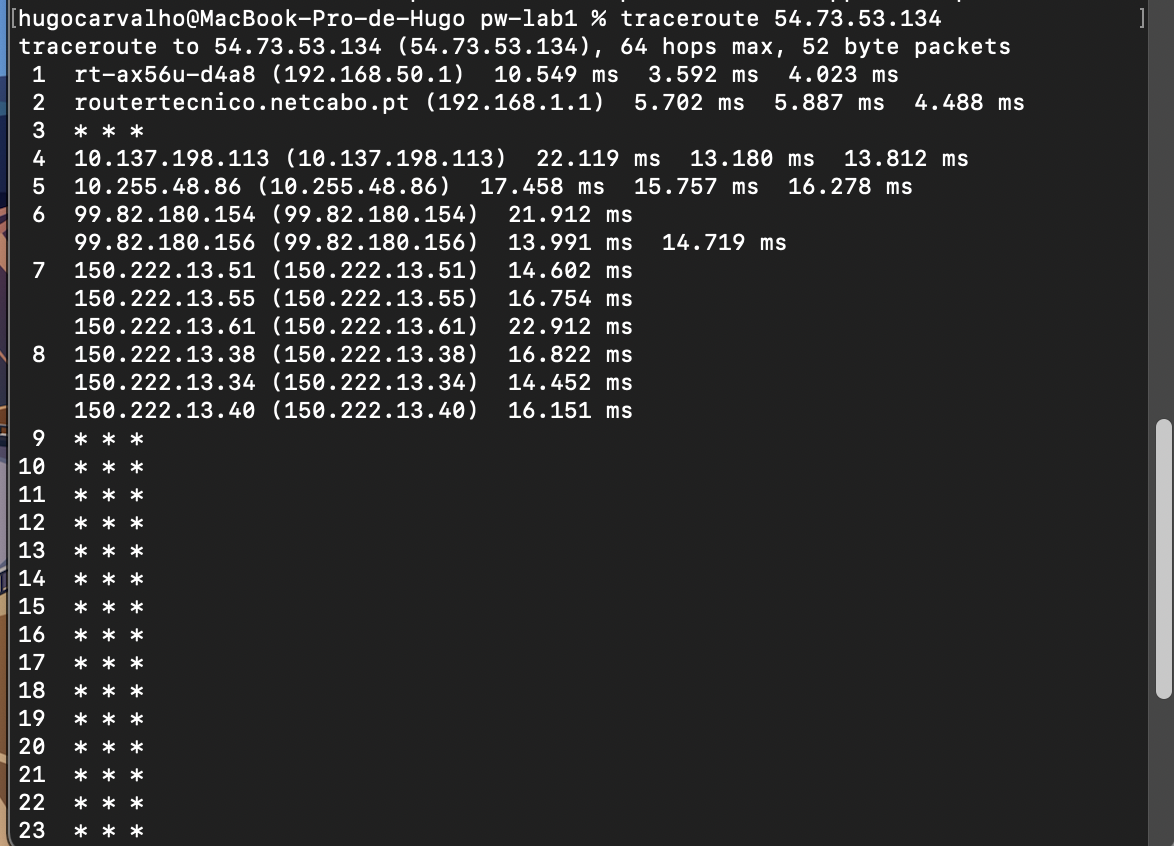 [hugocarvalho@MacBook-Pro-de-Hugo pw-lab1 % traceroute 54.73.53.134 ]
traceroute to 54.73.53.134 (54.73.53.134), 64 hops max, 52 byte packets
1 rt-ax56u-d4a8 (192.168.50.1) 10.549 ms 3.592 ms 4.023 ms
2 routertecnico.netcabo.pt (192.168.1.1) 5.702 ms 5.887 ms 4.488 ms
3 * * *
4 10.137.198.113 (10.137.198.113) 22.119 ms 13.180 ms 13.812 ms
5 10.255.48.86 (10.255.48.86) 17.458 ms 15.757 ms 16.278 ms
6 99.82.180.154 (99.82.180.154) 21.912 ms
99.82.180.156 (99.82.180.156) 13.991 ms 14.719 ms
7 150.222.13.51 (150.222.13.51) 14.602 ms
150.222.13.55 (150.222.13.55) 16.754 ms
150.222.13.61 (150.222.13.61) 22.912 ms
8 150.222.13.38 (150.222.13.38) 16.822 ms
150.222.13.34 (150.222.13.34) 14.452 ms
150.222.13.40 (150.222.13.40) 16.151 ms
9 * * *
10 * * *
11 * * *
12 * * *
13 * * *
14 * * *
15 * * *
16 * * *
17 * * *
18 * * *
19 * * *
20 * * *
21 * * *
22 * * *
23 * * *